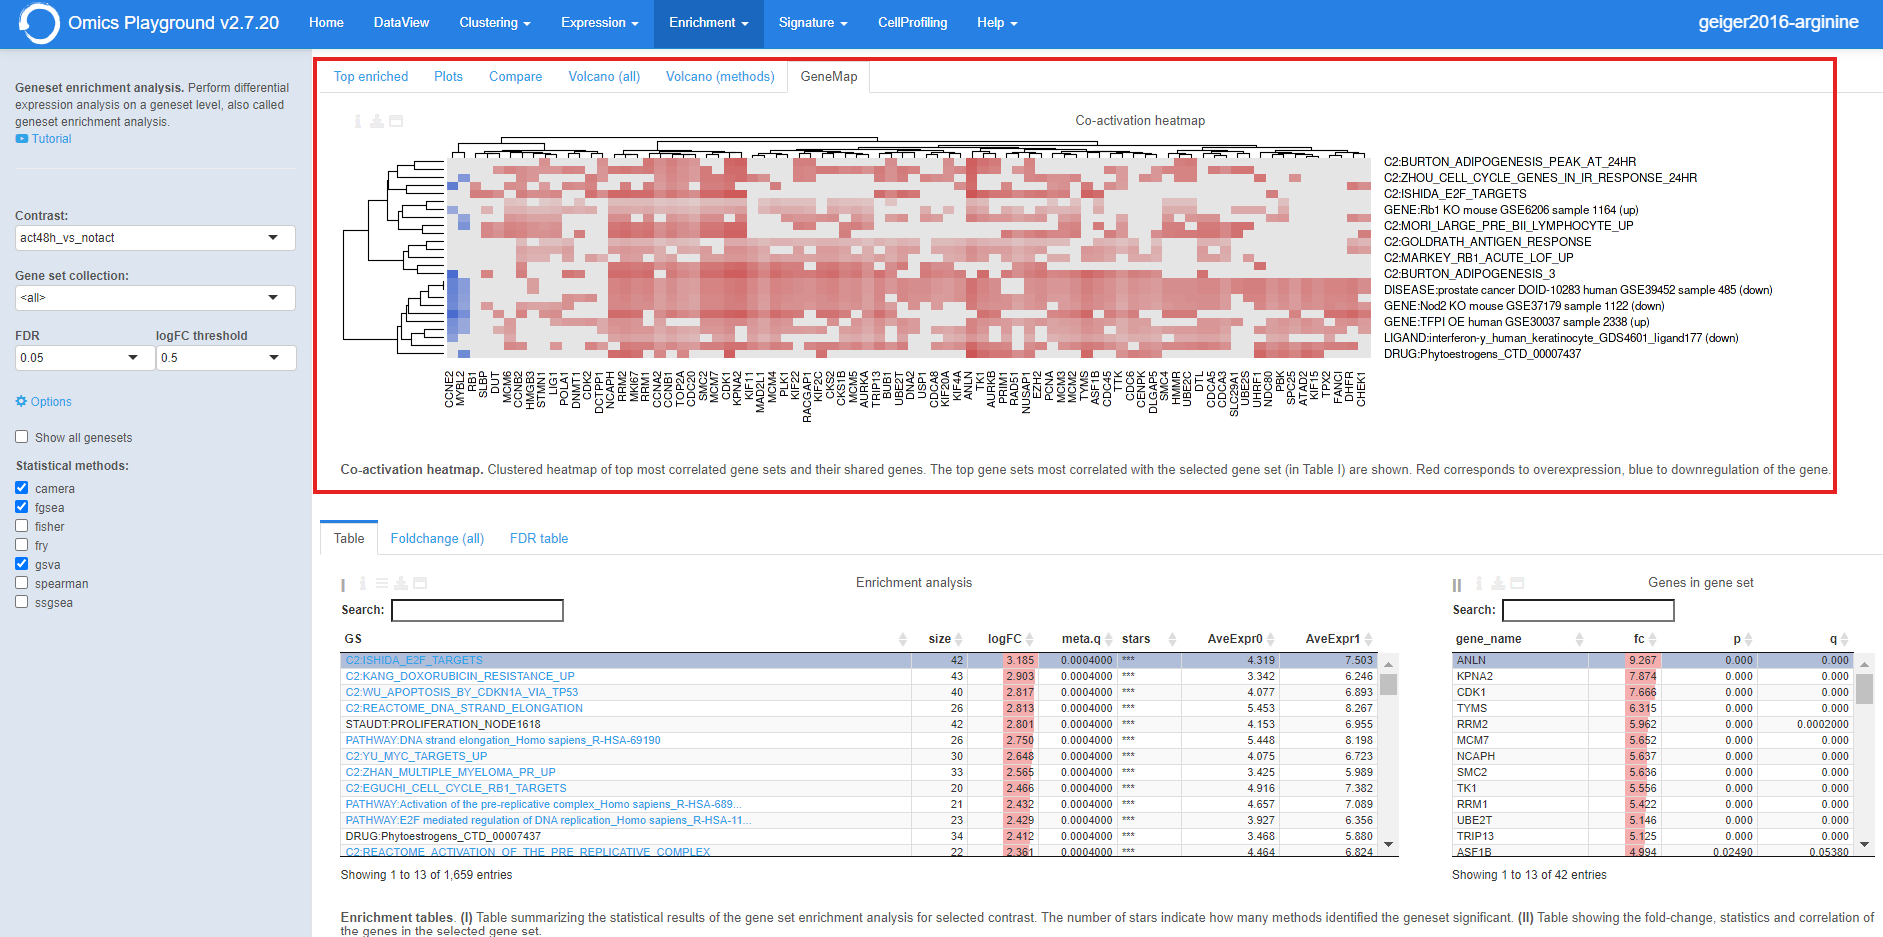 Omics Playground v2.7.20
Home DataView Clustering Expression Enrichment Signature CellProfiling Help
geiger2016-arginine
Geneset enrichment analysis. Perform differential
expression analysis on a geneset level, also called
geneset enrichment analysis.
Tutorial
Contrast:
act48h_vs_notact
Gene set collection:
<all>
FDR logFC threshold
0.05 0.5
Options
Show all genesets
Statistical methods:
camera
fgsea
fisher
fry
gsva
spearman
ssgsea
Top enriched Plots Compare Volcano (all) Volcano (methods) GeneMap
Co-activation heatmap
C2:BURTON_ADIPOGENESIS_PEAK_AT_24HR
C2:ZHOU_CELL_CYCLE_GENES_IN_IR_RESPONSE_24HR
C2:ISHIDA_E2F_TARGETS
GENE:Rb1 KO mouse GSE6206 sample 1164 (up)
C2:MORI_LARGE_PRE_BII_LYMPHOCYTE_UP
C2:GOLDRATH_ANTIGEN_RESPONSE
C2:MARKEY_RB1_ACUTE_LOF_UP
C2:BURTON_ADIPOGENESIS_3
DISEASE:prostate cancer DOID-10283 human GSE39452 sample 485 (down)
GENE:Nod2 KO mouse GSE37179 sample 1122 (down)
GENE:TFPI OE human GSE30037 sample 2338 (up)
LIGAND:interferon-y_human_keratinocyte_GDS4601_ligand177 (down)
DRUG:Phytoestrogens_CTD_00007437
CCNE2
MYBL2
RB1
SLBP
DUT
MCM6
CCNB2
HMGB3
STMN1
LIG1
POLA1
DNMT1
CDK2
DCTPP1
NCAPH
RRM2
MKI67
RRM1
CCNA2
CCNB1
TOP2A
CDC20
SMC2
MCM7
CDK1
KPNA2
KIF11
MAD2L1
MCM4
PLK1
KIF22
RACGAP1
KIF2C
CKS2
CKS1B
MCM5
AURKA
TRIP13
BUB1
UBE2T
DNA2
USP1
CDCA8
KIF20A
KIF4A
ANLN
TK1
AURKB
PRIM1
RAD51
NUSAP1
EZH2
PCNA
MCM3
MCM2
TYMS
ASF1B
CDC45
TTK
CDC6
CENPK
DLGAP5
SMC4
HMMR
UBE2C
DTL
CDCA5
CDCA3
SLC29A1
UBE2S
UHRF1
NDC80
PBK
SPC25
ATAD2
KIF15
TPX2
FANCI
DHFR
CHEK1
Co-activation heatmap. Clustered heatmap of top most correlated gene sets and their shared genes. The top gene sets most correlated with the selected gene set (in Table I) are shown. Red corresponds to overexpression, blue to downregulation of the gene.
Table Foldchange (all) FDR table
I Enrichment analysis
Search:
GS size logFC meta.q stars AveExpr0 AveExpr1
C2:ISHIDA_E2F_TARGETS 42 3.185 0.0004000 *** 4.319 7.503
C2:KANG_DOXORUBICIN_RESISTANCE_UP 43 2.903 0.0004000 *** 3.342 6.246
C2:WU_APOPTOSIS_BY_CDKN1A_VIA_TP53 40 2.817 0.0004000 *** 4.077 6.893
C2:REACTOME_DNA_STRAND_ELONGATION 26 2.813 0.0004000 *** 5.453 8.267
STAUDT:PROLIFERATION_NODE1618 42 2.801 0.0004000 *** 4.153 6.955
PATHWAY:DNA strand elongation_Homo sapiens_R-HSA-69190 26 2.750 0.0004000 *** 5.448 8.198
C2:YU_MYC_TARGETS_UP 30 2.648 0.0004000 *** 4.075 6.723
C2:ZHAN_MULTIPLE_MYELOMA_PR_UP 33 2.565 0.0004000 *** 3.425 5.989
C2:EGUCHI_CELL_CYCLE_RB1_TARGETS 20 2.466 0.0004000 *** 4.916 7.382
PATHWAY:Activation of the pre-replicative complex_Homo sapiens_R-HSA-689... 21 2.432 0.0004000 *** 4.657 7.089
PATHWAY:E2F mediated regulation of DNA replication_Homo sapiens_R-HSA-11... 23 2.429 0.0004000 *** 3.927 6.356
DRUG:Phytoestrogens_CTD_00007437 34 2.412 0.0004000 *** 3.468 5.880
C2:REACTOME_ACTIVATION_OF_THE_PRE_REPLICATIVE_COMPLEX 22 2.361 0.0004000 *** 4.464 6.824
Showing 1 to 13 of 1,659 entries
II Genes in gene set
Search:
gene_name fc p q
ANLN 9.267 0.000 0.000
KPNA2 7.874 0.000 0.000
CDK1 7.666 0.000 0.000
TYMS 6.315 0.000 0.000
RRM2 5.962 0.000 0.0002000
MCM7 5.652 0.000 0.000
NCAPH 5.637 0.000 0.000
SMC2 5.636 0.000 0.000
TK1 5.556 0.000 0.000
RRM1 5.422 0.000 0.000
UBE2T 5.146 0.000 0.000
TRIP13 5.125 0.000 0.000
ASF1B 4.994 0.02490 0.05380
Showing 1 to 13 of 42 entries
Enrichment tables. (I) Table summarizing the statistical results of the gene set enrichment analysis for selected contrast. The number of stars indicate how many methods identified the geneset significant. (II) Table showing the fold-change, statistics and correlation of
the genes in the selected gene set.